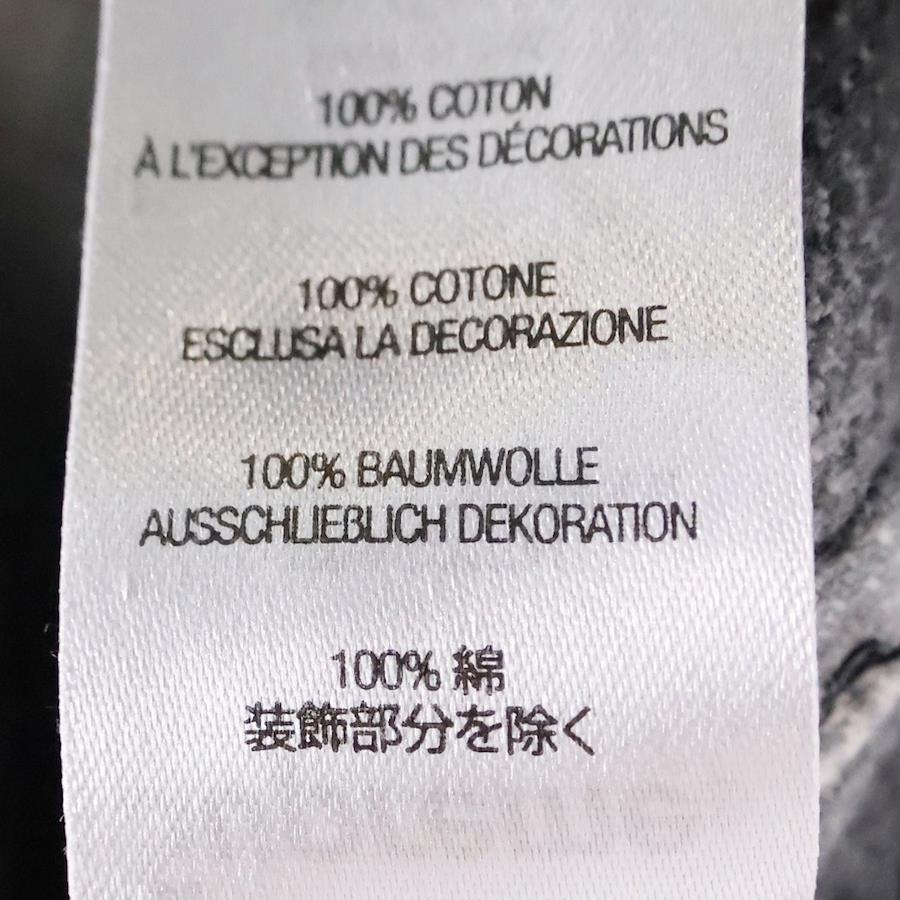 100% COTON
À L'EXCEPTION DES DÉCORATIONS
100% COTONE
ESCLUSA LA DECORAZIONE
100% BAUMWOLLE
AUSSCHLIEßLICH DEKORATION
100% 綿
装飾部分を除く